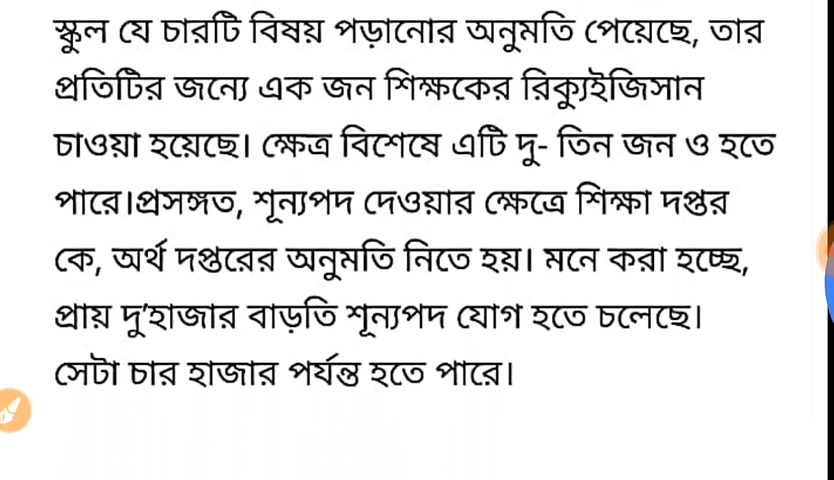 স্কুল যে চারটি বিষয় পড়ানোর অনুমতি পেয়েছে, তার
প্রতিটির জন্যে এক জন শিক্ষকের রিক্যুইজিসান
চাওয়া হয়েছে। ক্ষেত্র বিশেষে এটি দু- তিন জন ও হতে
পারে।প্রসঙ্গত, শূন্যপদ দেওয়ার ক্ষেত্রে শিক্ষা দপ্তর
কে, অর্থ দপ্তরের অনুমতি নিতে হয়। মনে করা হচ্ছে,
প্রায় দু’হাজার বাড়তি শূন্যপদ যোগ হতে চলেছে।
সেটা চার হাজার পর্যন্ত হতে পারে।